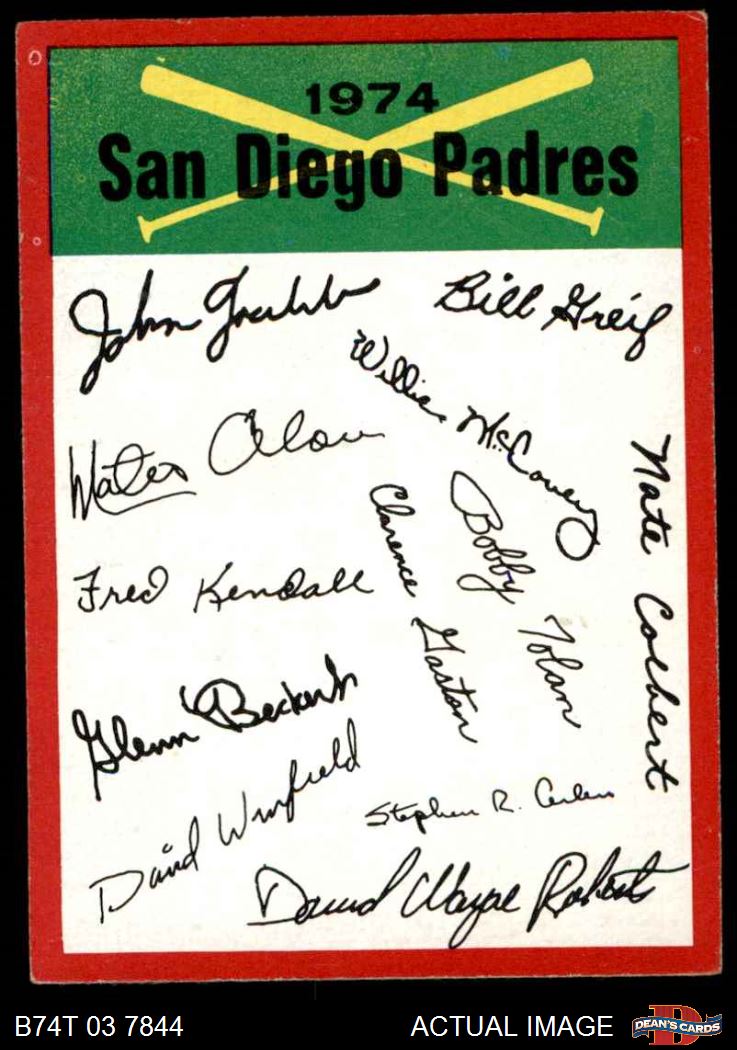 1974
San Diego Padres
John Grubb
Bill Greif
Willie McCovey
Mateo Alou
Nate Colbert
Clarence Gaston
Bobby Tolan
Fred Kendall
Glenn Beckert
David Winfield
Stephen R. Arlin
David Wayne Roberts
B74T 03 7844
ACTUAL IMAGE
DEAN'S CARDS